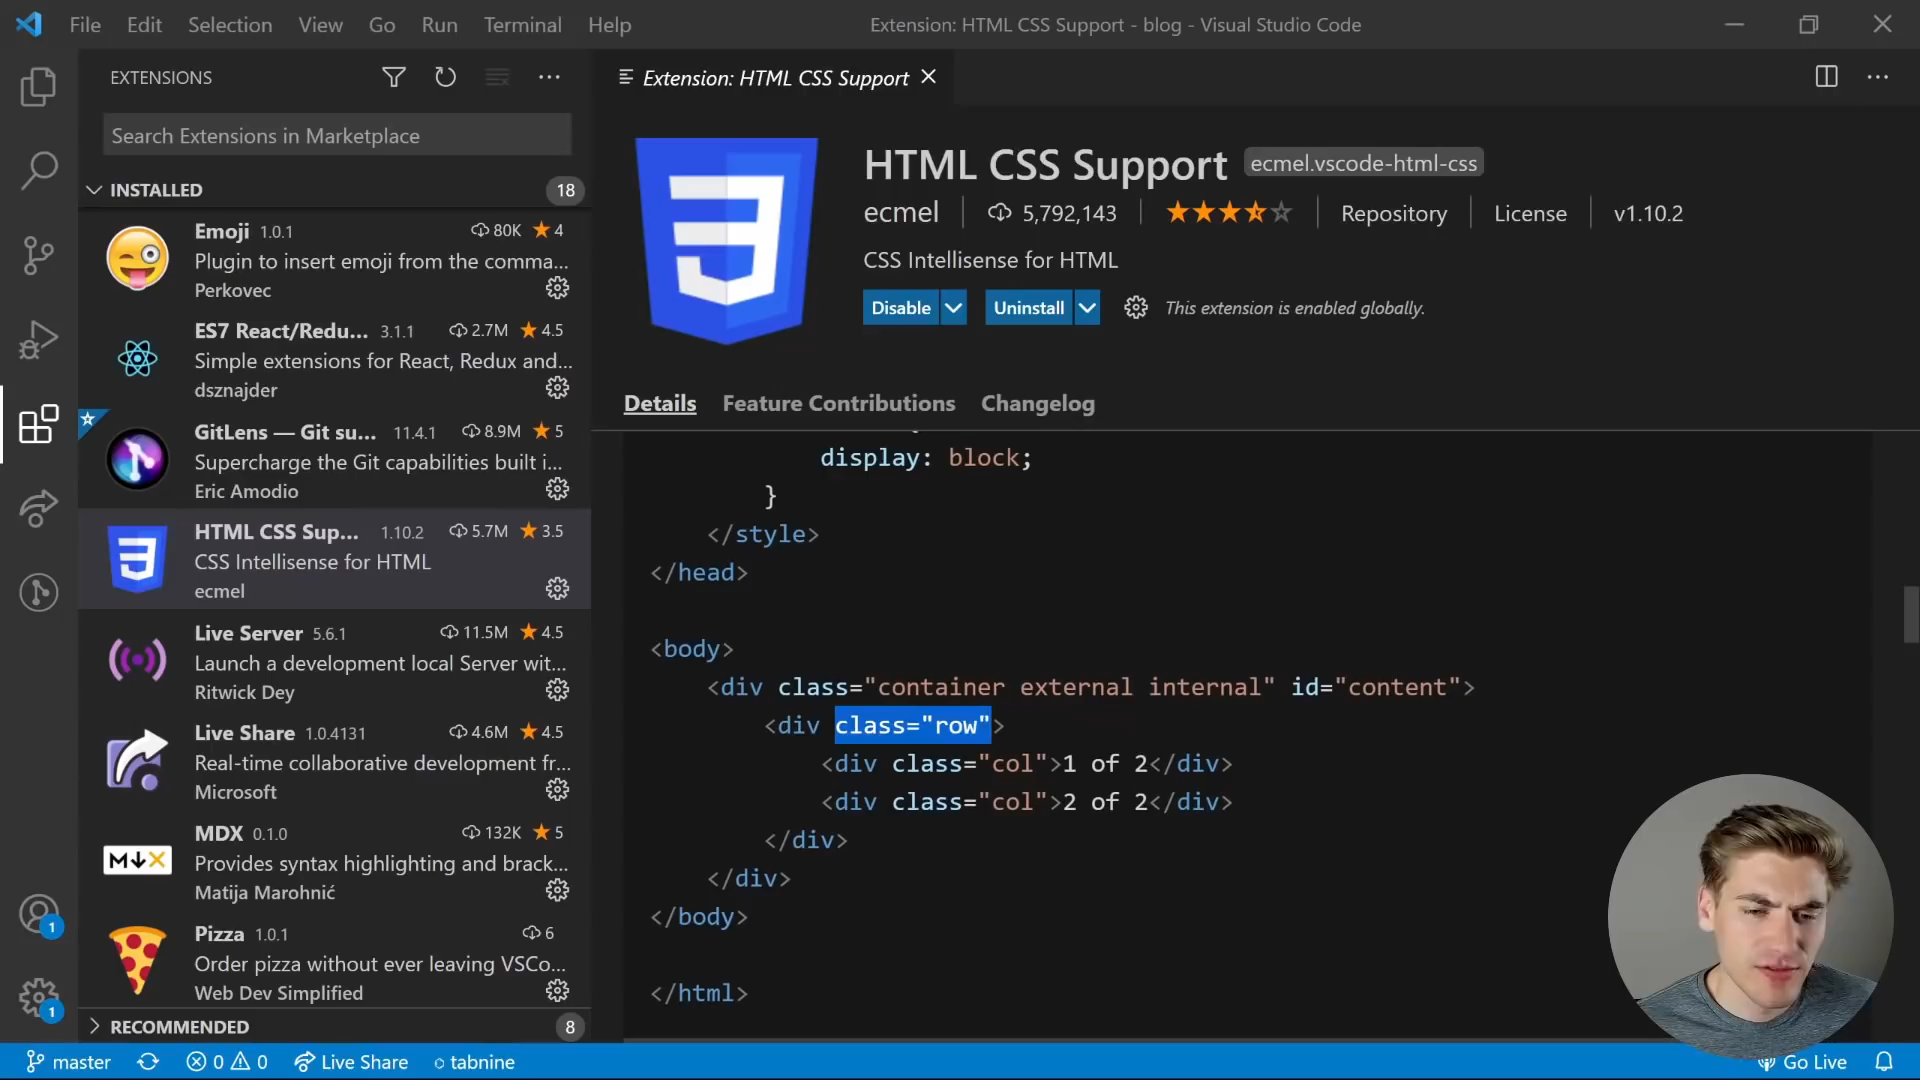 File Edit Selection View Go Run Terminal Help
Extension: HTML CSS Support - blog - Visual Studio Code
EXTENSIONS
Search Extensions in Marketplace
INSTALLED 18
Emoji 1.0.1 80K 4
Plugin to insert emoji from the comma...
Perkovec
ES7 React/Redu... 3.1.1 2.7M 4.5
Simple extensions for React, Redux and...
dsznajder
GitLens — Git su... 11.4.1 8.9M 5
Supercharge the Git capabilities built i...
Eric Amodio
HTML CSS Sup... 1.10.2 5.7M 3.5
CSS Intellisense for HTML
ecmel
Live Server 5.6.1 11.5M 4.5
Launch a development local Server wit...
Ritwick Dey
Live Share 1.0.4131 4.6M 4.5
Real-time collaborative development fr...
Microsoft
MDX 0.1.0 132K 5
Provides syntax highlighting and brack...
Matija Marohnić
Pizza 1.0.1 6
Order pizza without ever leaving VSCo...
Web Dev Simplified
RECOMMENDED 8
Extension: HTML CSS Support
HTML CSS Support ecmel.vscode-html-css
ecmel 5,792,143 Repository License v1.10.2
CSS Intellisense for HTML
Disable Uninstall This extension is enabled globally.
Details Feature Contributions Changelog
display: block;
}
</style>
</head>
<body>
<div class="container external internal" id="content">
<div class="row">
<div class="col">1 of 2</div>
<div class="col">2 of 2</div>
</div>
</div>
</body>
</html>
1
1
master 0 0 Live Share tabnine Go Live